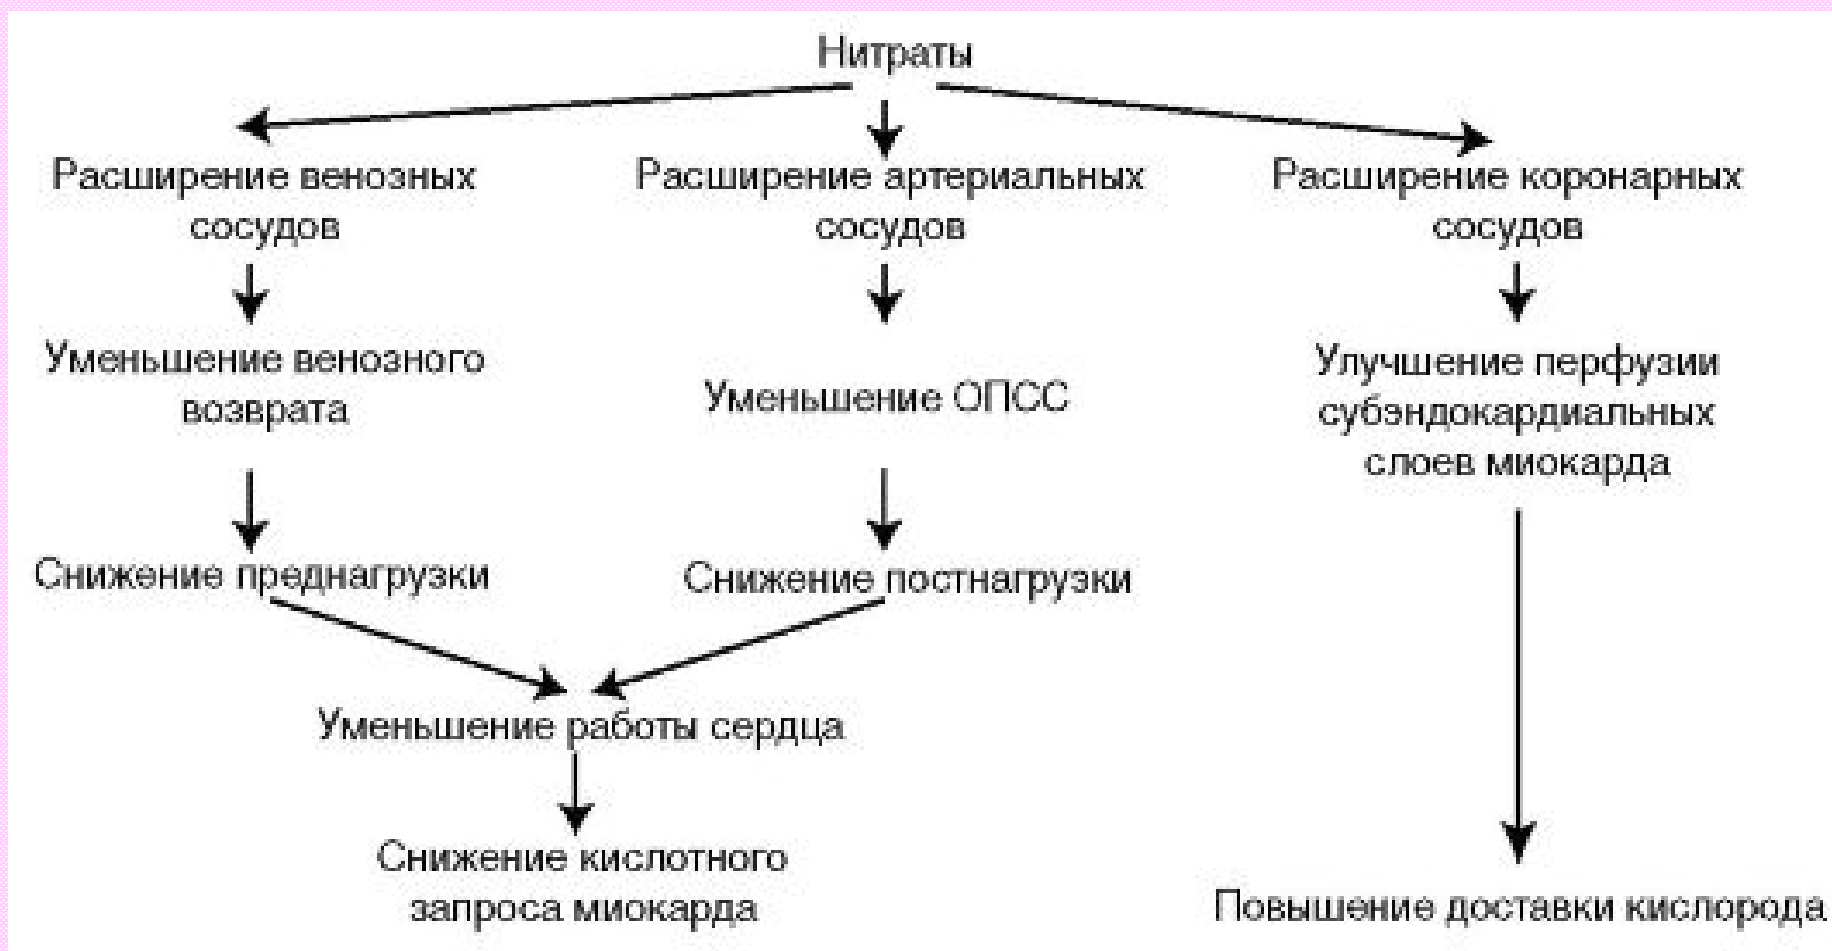 Нитраты
Расширение венозных
сосудов
Расширение артериальных
сосудов
Расширение коронарных
сосудов
Уменьшение венозного
возврата
Уменьшение ОПСС
Улучшение перфузии
субэндокардиальных
слоев миокарда
Снижение преднагрузки
Снижение постнагрузки
Уменьшение работы сердца
Снижение кислотного
запроса миокарда
Повышение доставки кислорода